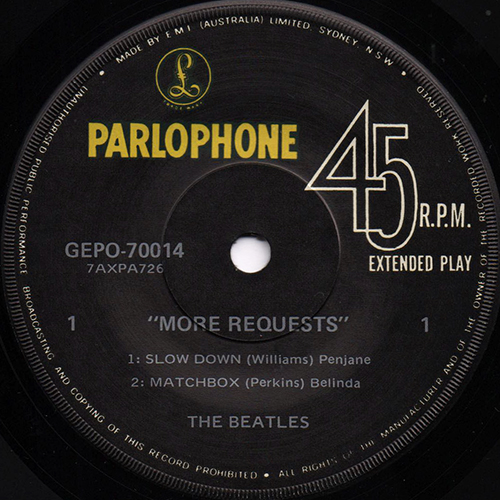 MADE BY E M I (AUSTRALIA) LIMITED, SYDNEY, N.S.W.
ALL RIGHTS OF THE MANUFACTURER AND OF THE OWNER OF THE RECORDED WORK RESERVED
UNAUTHORISED PUBLIC PERFORMANCE BROADCASTING AND COPYING OF THIS RECORD PROHIBITED
£
TRADE MARK
PARLOPHONE
45
R.P.M.
EXTENDED PLAY
GEPO-70014
7AXPA726
1
"MORE REQUESTS"
1
1: SLOW DOWN (Williams) Penjane
2: MATCHBOX (Perkins) Belinda
THE BEATLES